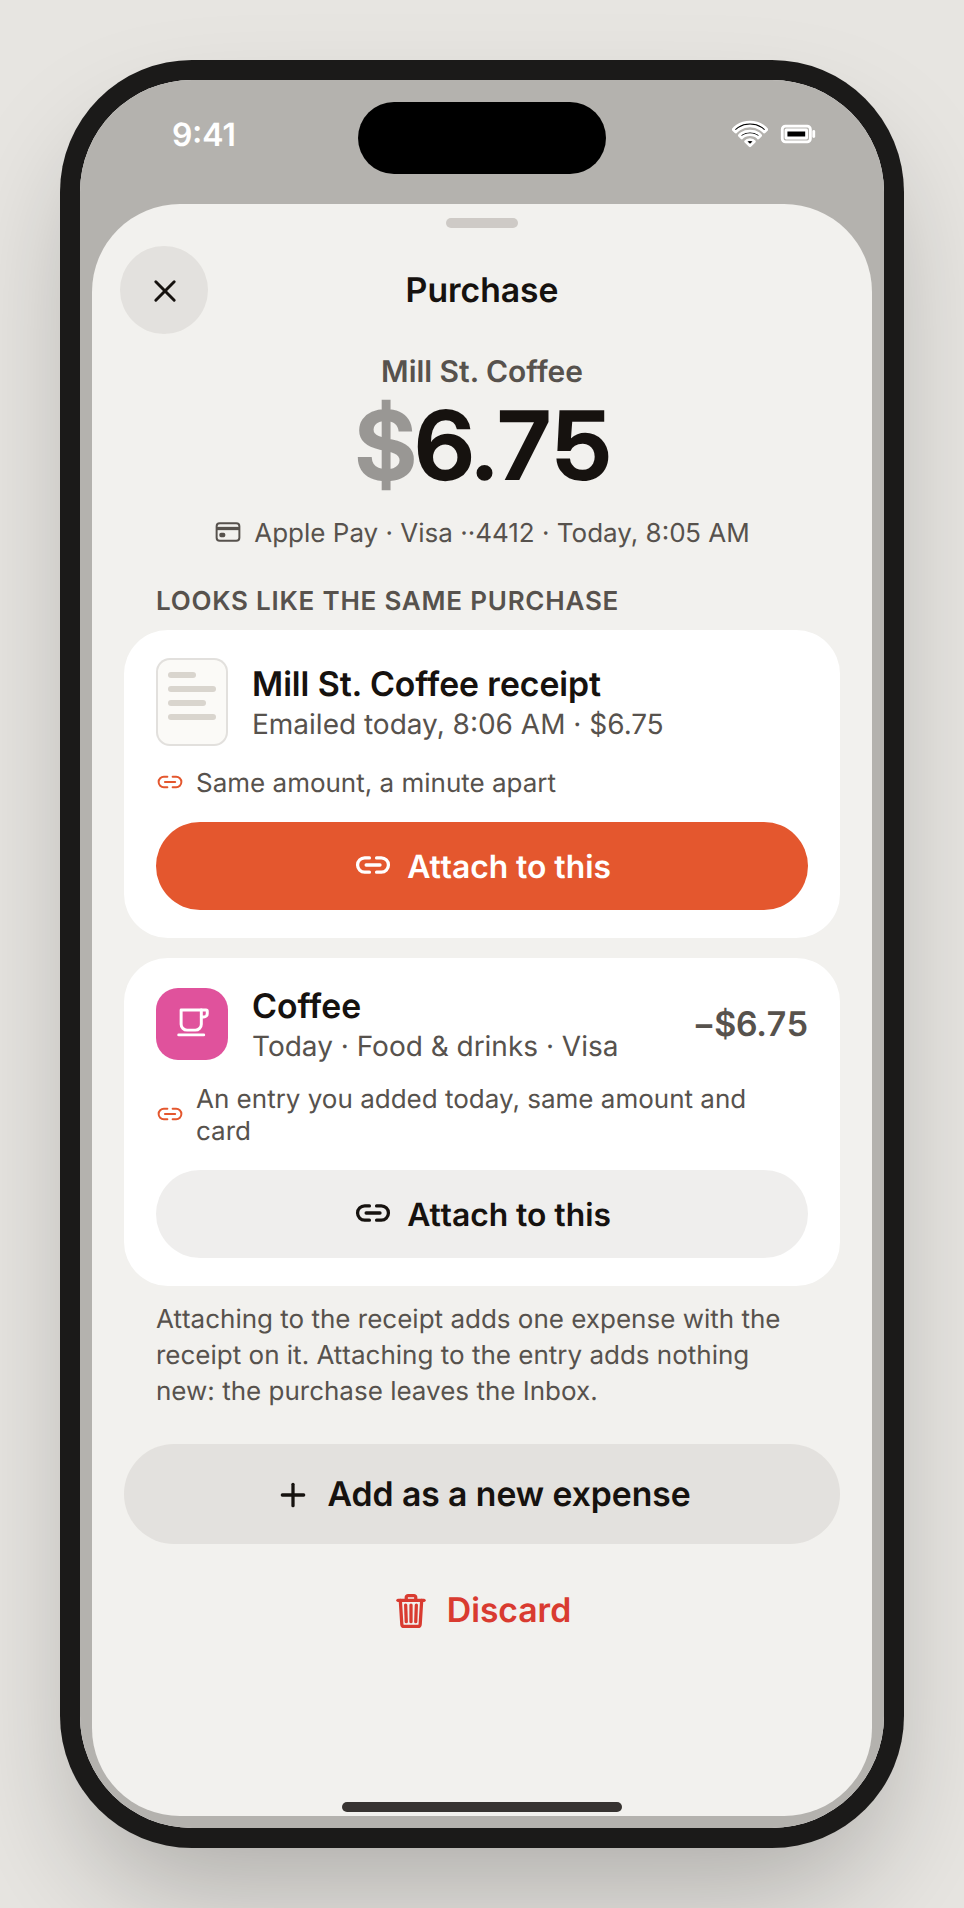 9:41
Purchase
Mill St. Coffee
$6.75
Apple Pay · Visa ··4412 · Today, 8:05 AM
LOOKS LIKE THE SAME PURCHASE
Mill St. Coffee receipt
Emailed today, 8:06 AM · $6.75
Same amount, a minute apart
Attach to this
Coffee
–$6.75
Today · Food & drinks · Visa
An entry you added today, same amount and
card
Attach to this
Attaching to the receipt adds one expense with the
receipt on it. Attaching to the entry adds nothing
new: the purchase leaves the Inbox.
Add as a new expense
Discard